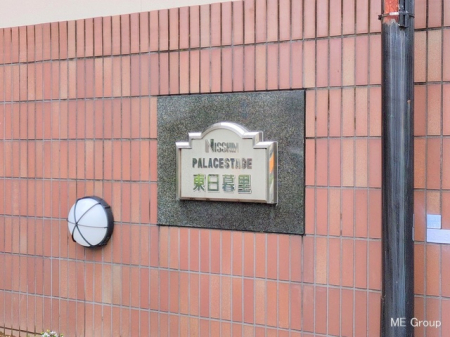 NISSHIN
PALACESTAGE
東日暮里
ME Group